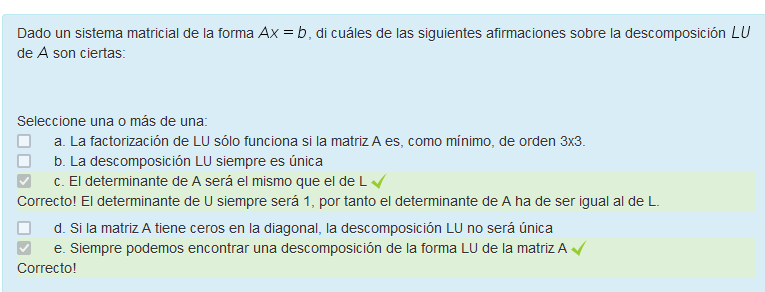 Dado un sistema matricial de la forma Ax = b, di cuáles de las siguientes afirmaciones sobre la descomposición LU
de A son ciertas:
Seleccione una o más de una:
a. La factorización de LU sólo funciona si la matriz A es, como mínimo, de orden 3x3.
b. La descomposición LU siempre es única
c. El determinante de A será el mismo que el de L
Correcto! El determinante de U siempre será 1, por tanto el determinante de A ha de ser igual al de L.
d. Si la matriz A tiene ceros en la diagonal, la descomposición LU no será única
e. Siempre podemos encontrar una descomposición de la forma LU de la matriz A
Correcto!